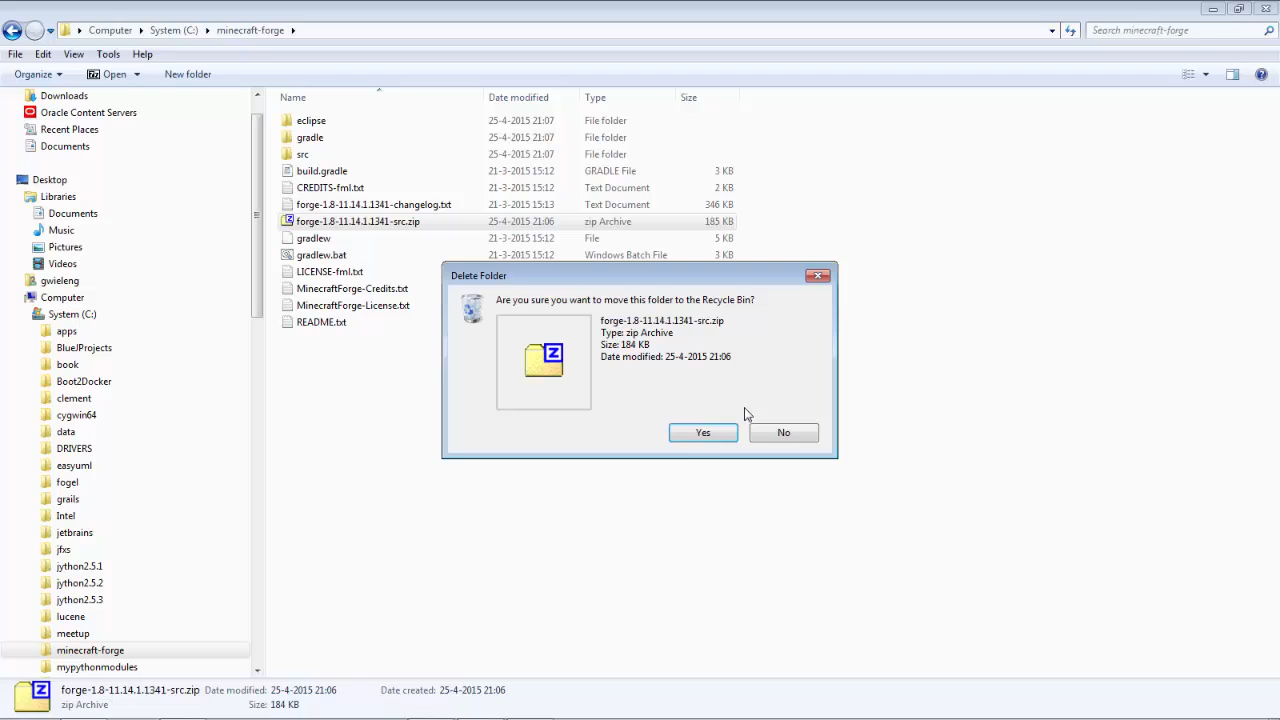 Computer System (C:) minecraft-forge Search minecraft-forge
File Edit View Tools Help
Organize Open New folder
Downloads
Oracle Content Servers
Recent Places
Documents
Desktop
Libraries
Documents
Music
Pictures
Videos
gwieleng
Computer
System (C:)
apps
BlueJProjects
book
Boot2Docker
clement
cygwin64
data
DRIVERS
easyuml
fogel
grails
Intel
jetbrains
jfxs
jython2.5.1
jython2.5.2
jython2.5.3
lucene
meetup
minecraft-forge
mypythonmodules
Name Date modified Type Size
eclipse 25-4-2015 21:07 File folder
gradle 25-4-2015 21:07 File folder
src 25-4-2015 21:07 File folder
build.gradle 21-3-2015 15:12 GRADLE File 3 KB
CREDITS-fml.txt 21-3-2015 15:12 Text Document 2 KB
forge-1.8-11.14.1.1341-changelog.txt 21-3-2015 15:13 Text Document 346 KB
forge-1.8-11.14.1.1341-src.zip 25-4-2015 21:06 zip Archive 185 KB
gradlew 21-3-2015 15:12 File 5 KB
gradlew.bat 21-3-2015 15:12 Windows Batch File 3 KB
LICENSE-fml.txt
MinecraftForge-Credits.txt
MinecraftForge-License.txt
README.txt
Delete Folder
Are you sure you want to move this folder to the Recycle Bin?
forge-1.8-11.14.1.1341-src.zip
Type: zip Archive
Size: 184 KB
Date modified: 25-4-2015 21:06
Yes No
forge-1.8-11.14.1.1341-src.zip Date modified: 25-4-2015 21:06 Date created: 25-4-2015 21:06
zip Archive Size: 184 KB